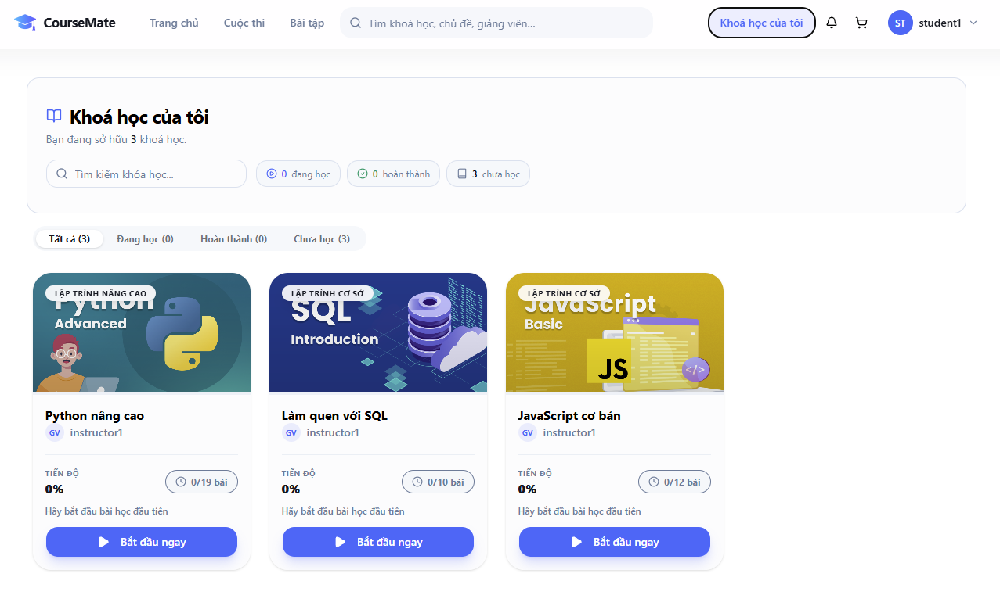 CourseMate
Trang chủ
Cuộc thi
Bài tập
Tìm khoá học, chủ đề, giảng viên...
Khoá học của tôi
ST
student1
Khoá học của tôi
Bạn đang sở hữu 3 khoá học.
Tìm kiếm khóa học...
0 đang học
0 hoàn thành
3 chưa học
Tất cả (3)
Đang học (0)
Hoàn thành (0)
Chưa học (3)
LẬP TRÌNH NÂNG CAO
Python
Advanced
Python nâng cao
GV instructor1
TIẾN ĐỘ
0%
0/19 bài
Hãy bắt đầu bài học đầu tiên
Bắt đầu ngay
LẬP TRÌNH CƠ SỞ
SQL
Introduction
Làm quen với SQL
GV instructor1
TIẾN ĐỘ
0%
0/10 bài
Hãy bắt đầu bài học đầu tiên
Bắt đầu ngay
LẬP TRÌNH CƠ SỞ
JavaScript
Basic
JS
</>
JavaScript cơ bản
GV instructor1
TIẾN ĐỘ
0%
0/12 bài
Hãy bắt đầu bài học đầu tiên
Bắt đầu ngay